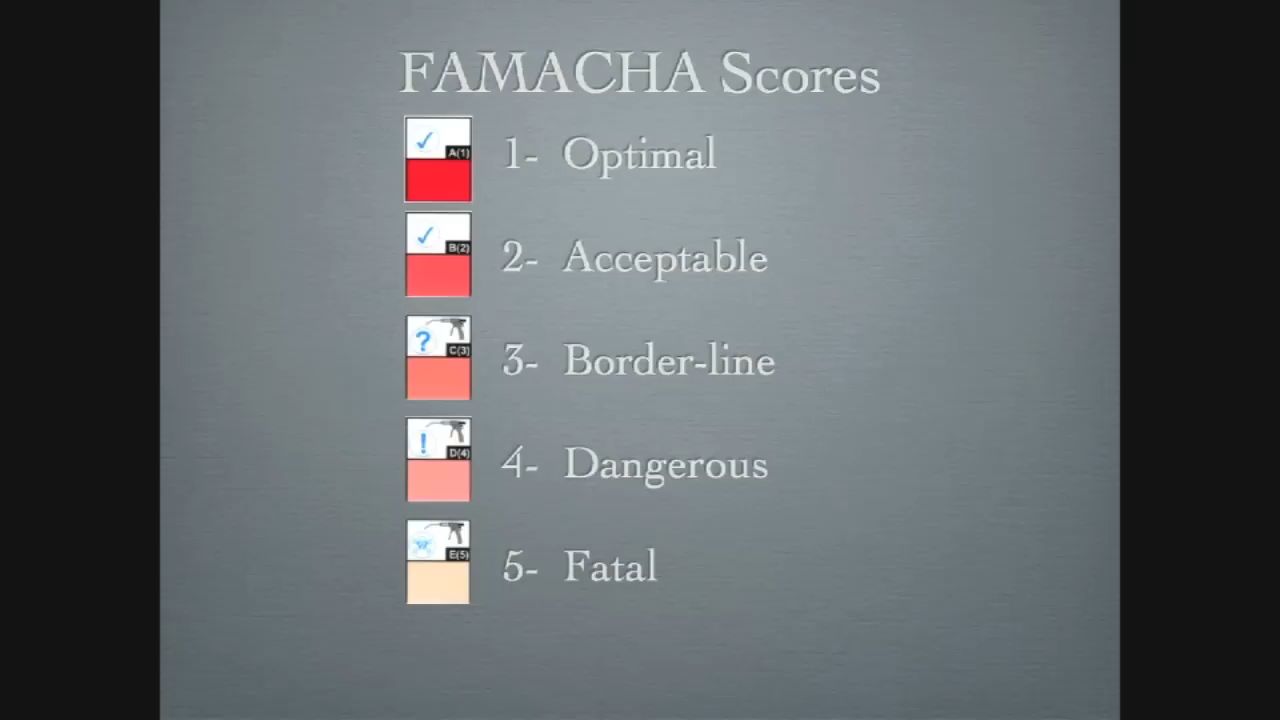 FAMACHA Scores
✓
A(1)
1- Optimal
✓
B(2)
2- Acceptable
?
C(3)
3- Border-line
!
D(4)
4- Dangerous
E(5)
5- Fatal